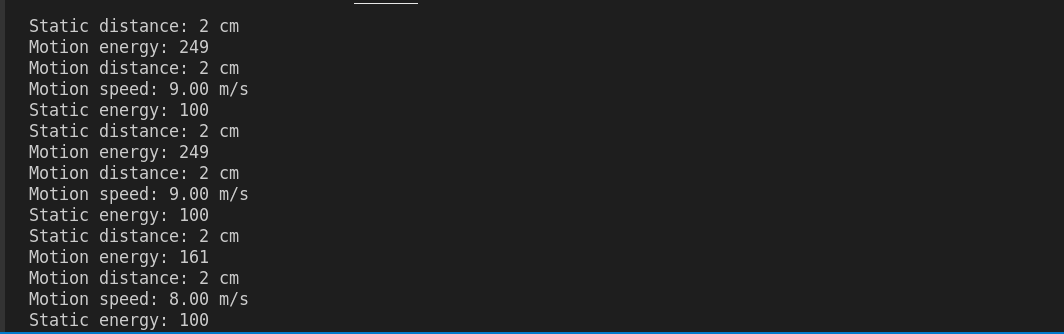 Static distance: 2 cm
Motion energy: 249
Motion distance: 2 cm
Motion speed: 9.00 m/s
Static energy: 100
Static distance: 2 cm
Motion energy: 249
Motion distance: 2 cm
Motion speed: 9.00 m/s
Static energy: 100
Static distance: 2 cm
Motion energy: 161
Motion distance: 2 cm
Motion speed: 8.00 m/s
Static energy: 100